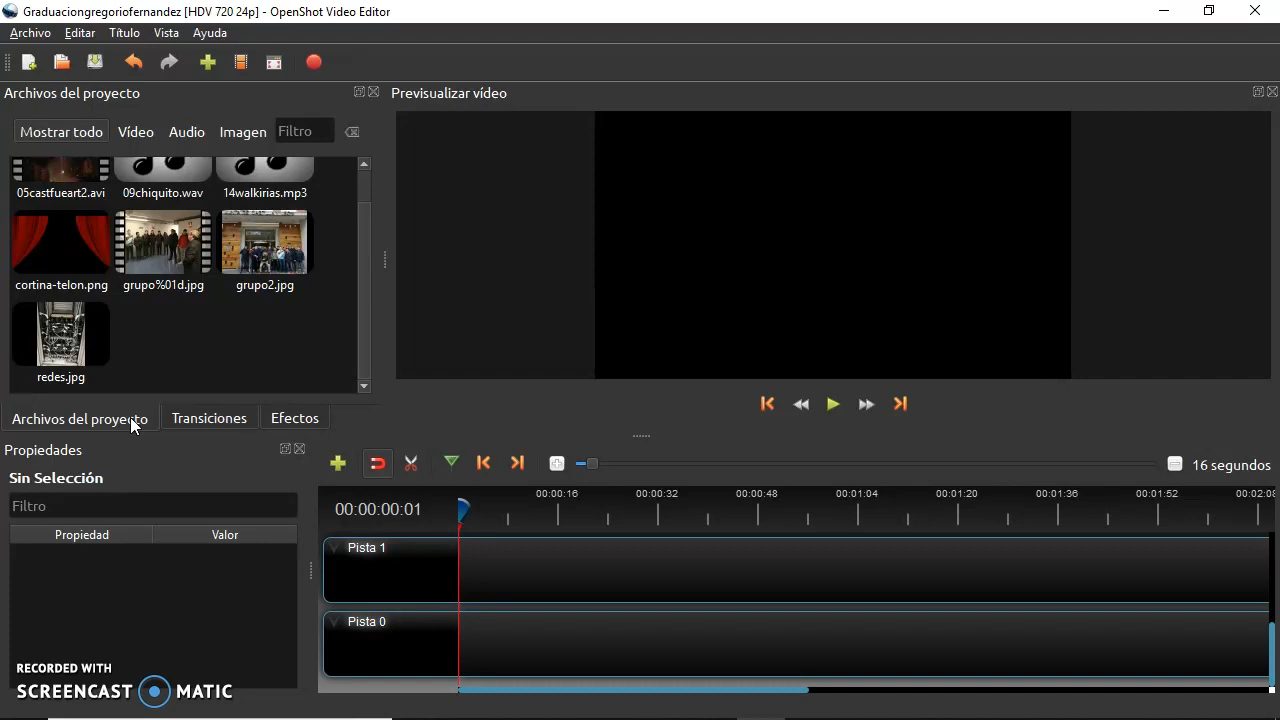 Graduaciongregoriofernandez [HDV 720 24p] - OpenShot Video Editor
Archivo Editar Título Vista Ayuda
Archivos del proyecto
Previsualizar vídeo
Mostrar todo Vídeo Audio Imagen Filtro
05castfueart2.avi 09chiquito.wav 14walkirias.mp3
cortina-telon.png grupo%01d.jpg grupo2.jpg
redes.jpg
Archivos del proyecto Transiciones Efectos
Propiedades
Sin Selección
Filtro
Propiedad Valor
16 segundos
00:00:00:01
00:00:16 00:00:32 00:00:48 00:01:04 00:01:20 00:01:36 00:01:52 00:02:08
Pista 1
Pista 0
RECORDED WITH
SCREENCAST MATIC